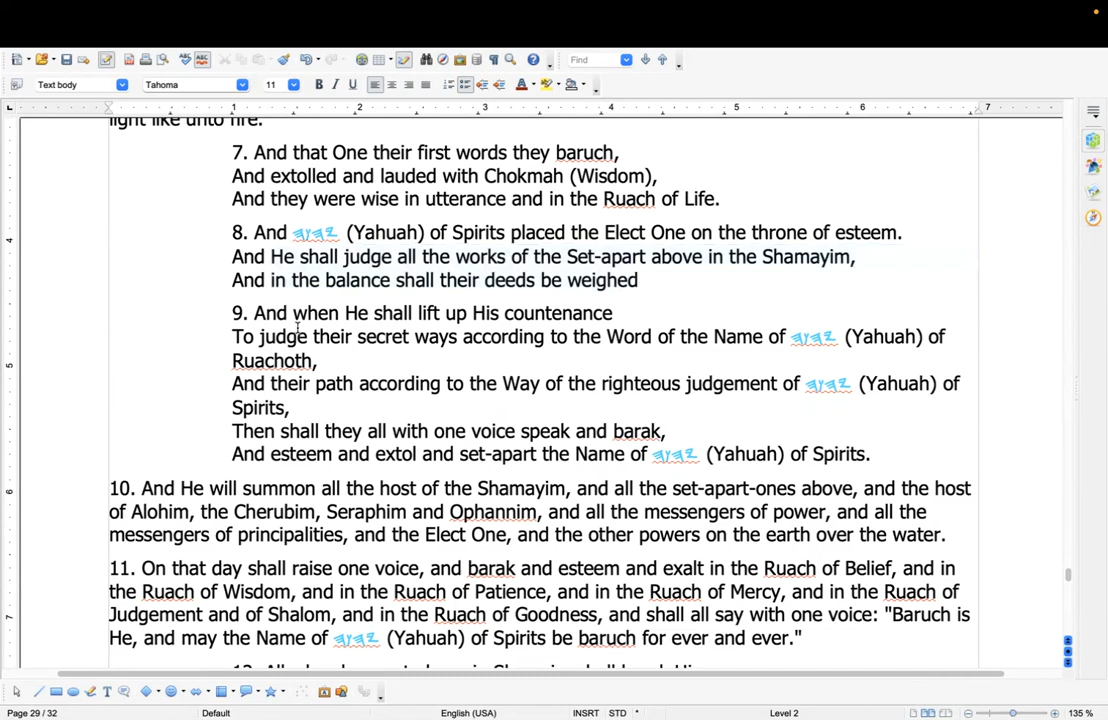 Text body
Tahoma
11
Find
1 2 3 4 5 6 7
light like unto fire.
7. And that One their first words they baruch,
And extolled and lauded with Chokmah (Wisdom),
And they were wise in utterance and in the Ruach of Life.
8. And 𐤉𐤄𐤅𐤄 (Yahuah) of Spirits placed the Elect One on the throne of esteem.
And He shall judge all the works of the Set-apart above in the Shamayim,
And in the balance shall their deeds be weighed
9. And when He shall lift up His countenance
To judge their secret ways according to the Word of the Name of 𐤉𐤄𐤅𐤄 (Yahuah) of
Ruachoth,
And their path according to the Way of the righteous judgement of 𐤉𐤄𐤅𐤄 (Yahuah) of
Spirits,
Then shall they all with one voice speak and barak,
And esteem and extol and set-apart the Name of 𐤉𐤄𐤅𐤄 (Yahuah) of Spirits.
10. And He will summon all the host of the Shamayim, and all the set-apart-ones above, and the host
of Alohim, the Cherubim, Seraphim and Ophannim, and all the messengers of power, and all the
messengers of principalities, and the Elect One, and the other powers on the earth over the water.
11. On that day shall raise one voice, and barak and esteem and exalt in the Ruach of Belief, and in
the Ruach of Wisdom, and in the Ruach of Patience, and in the Ruach of Mercy, and in the Ruach of
Judgement and of Shalom, and in the Ruach of Goodness, and shall all say with one voice: "Baruch is
He, and may the Name of 𐤉𐤄𐤅𐤄 (Yahuah) of Spirits be baruch for ever and ever."
Page 29 / 32
Default
English (USA)
INSRT
STD
*
Level 2
135 %